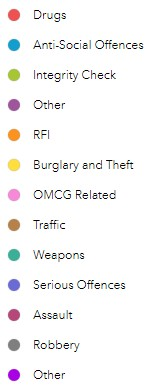 Drugs
Anti-Social Offences
Integrity Check
Other
RFI
Burglary and Theft
OMCG Related
Traffic
Weapons
Serious Offences
Assault
Robbery
Other